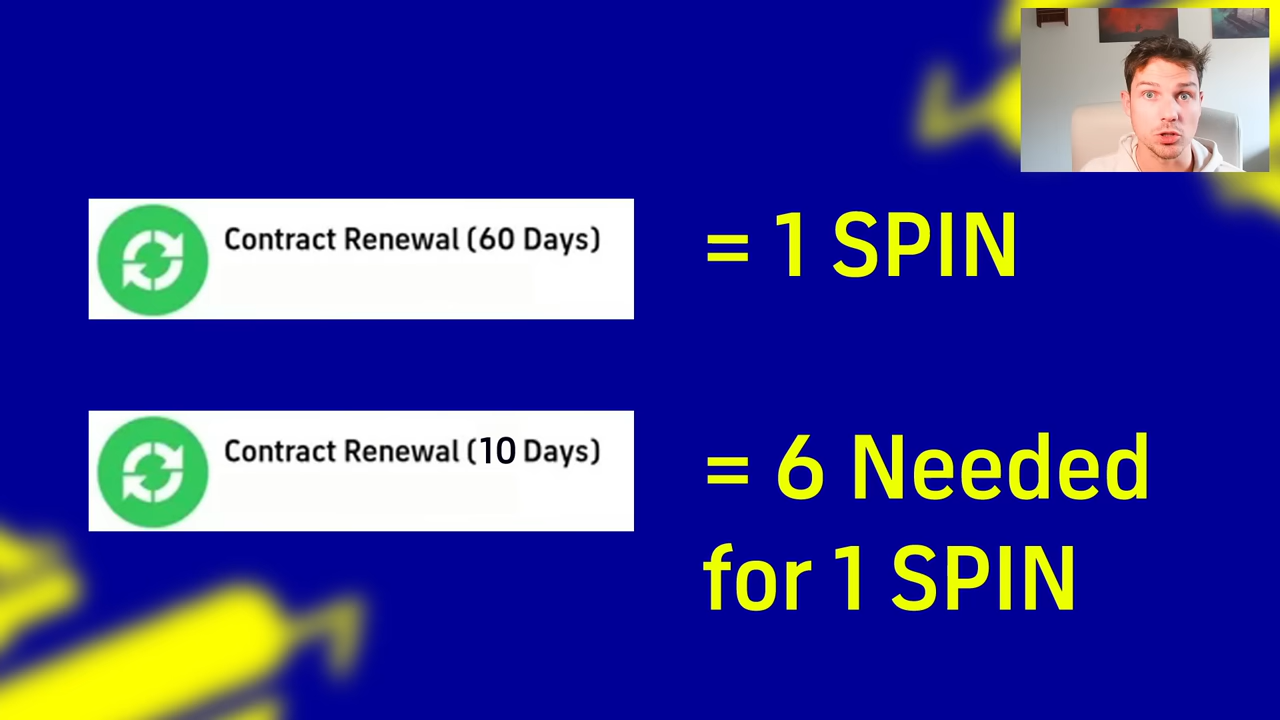 Contract Renewal (60 Days)
= 1 SPIN
Contract Renewal (10 Days)
= 6 Needed
for 1 SPIN